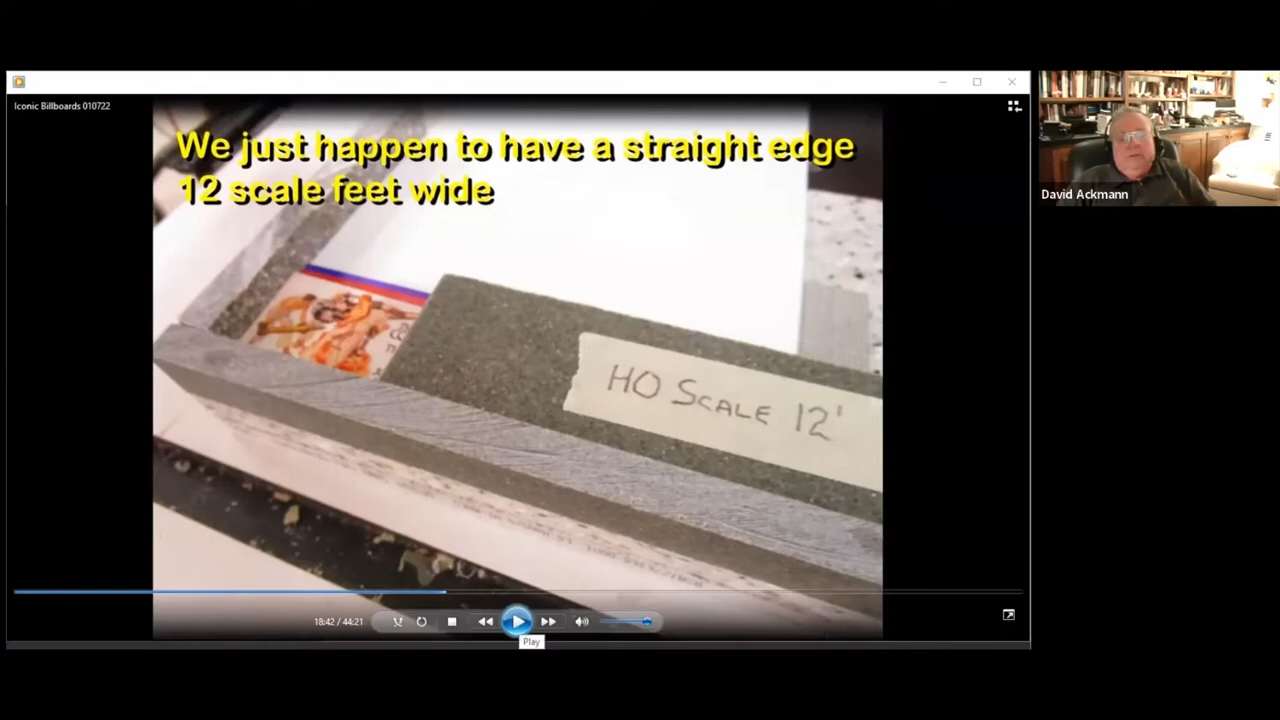 Iconic Billboards 010722
We just happen to have a straight edge
12 scale feet wide
HO SCALE 12'
David Ackmann
18:42 / 44:21
Play